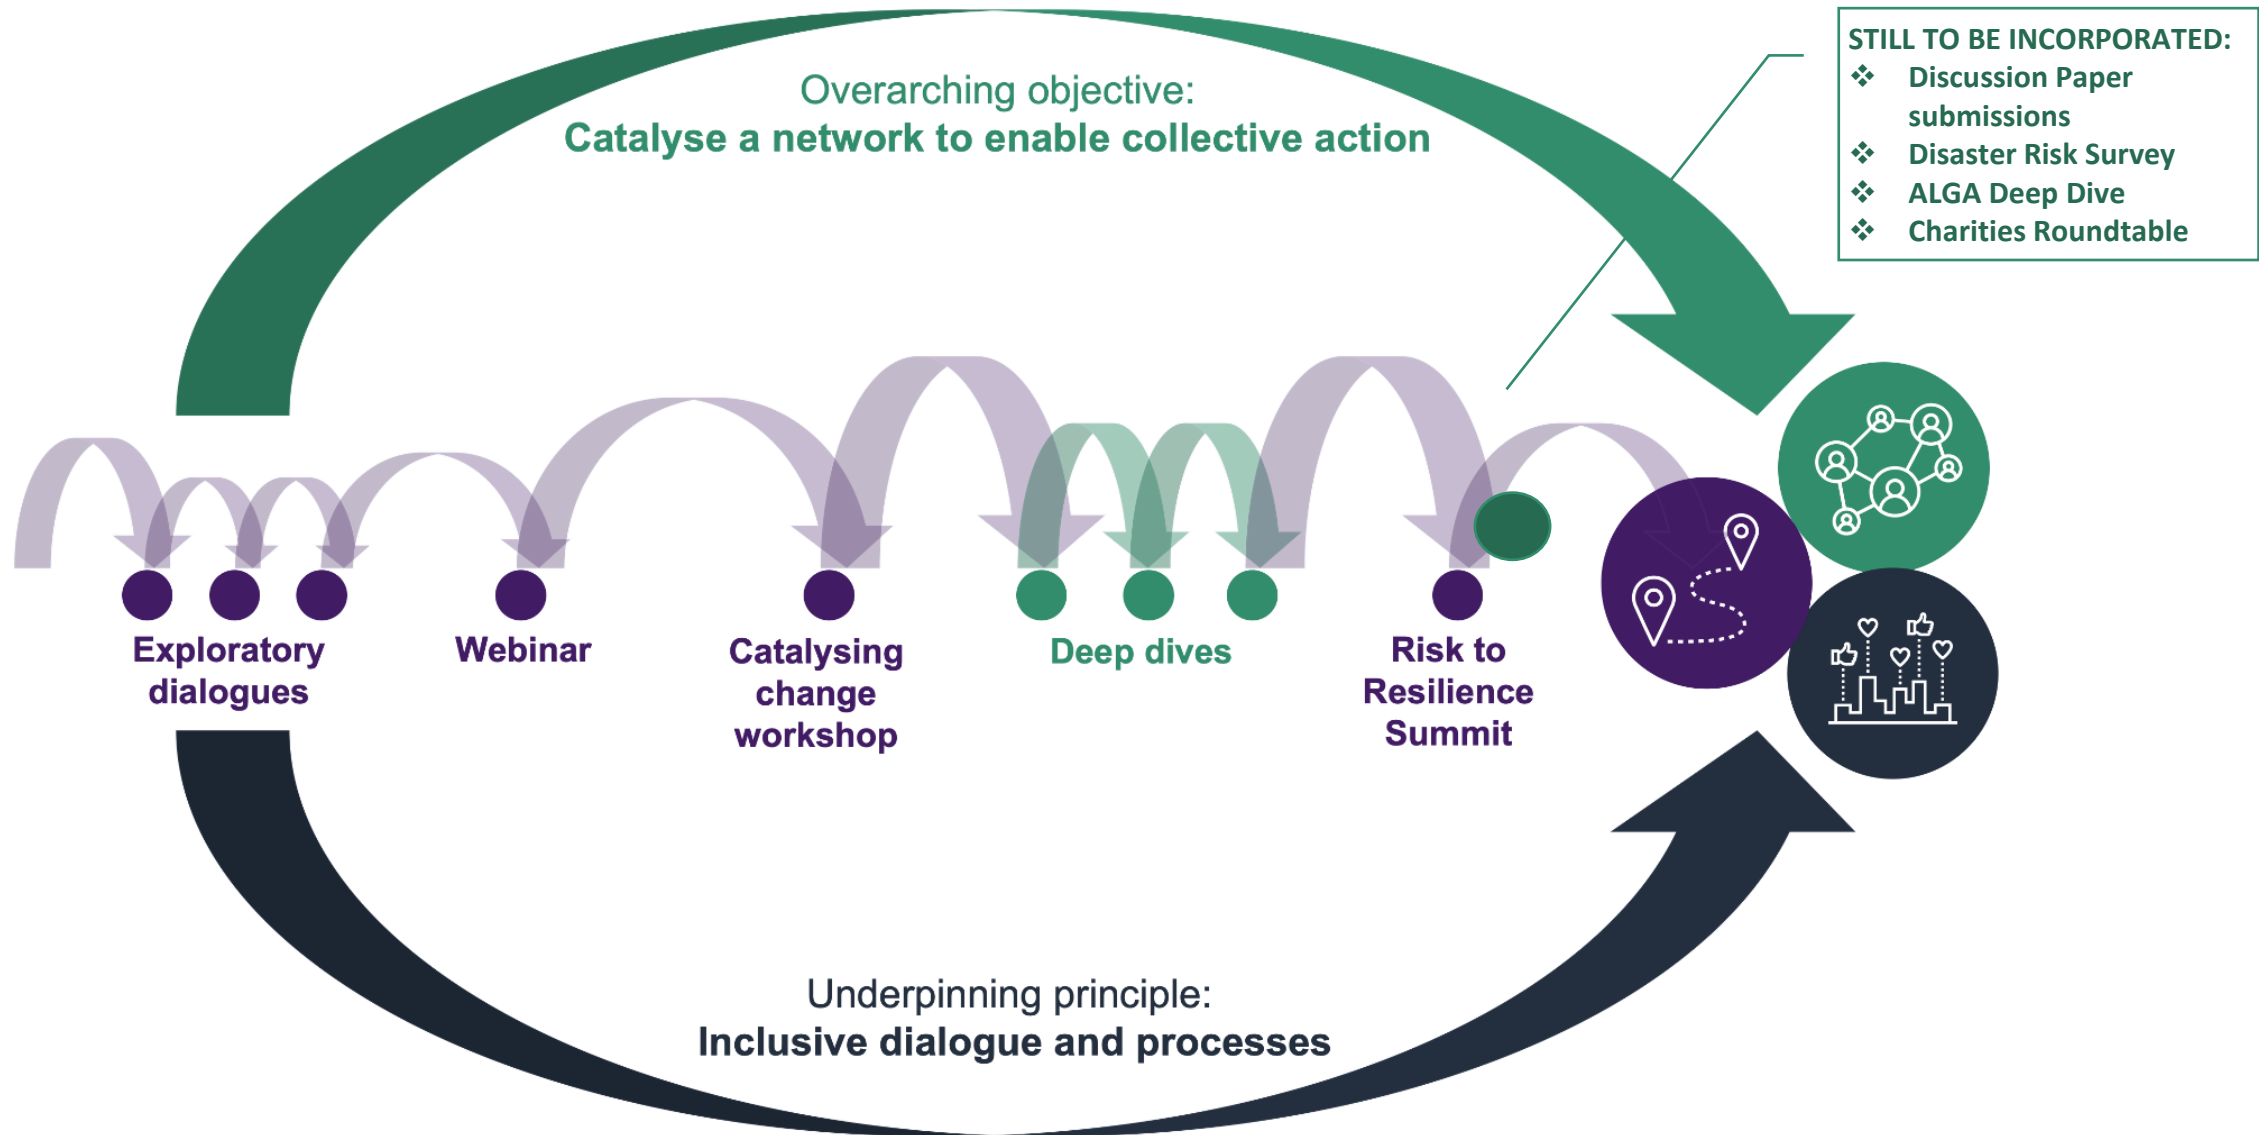 Overarching objective:
Catalyse a network to enable collective action
STILL TO BE INCORPORATED:
❖ Discussion Paper
submissions
❖ Disaster Risk Survey
❖ ALGA Deep Dive
❖ Charities Roundtable
Exploratory
dialogues
Webinar
Catalysing
change
workshop
Deep dives
Risk to
Resilience
Summit
Underpinning principle:
Inclusive dialogue and processes